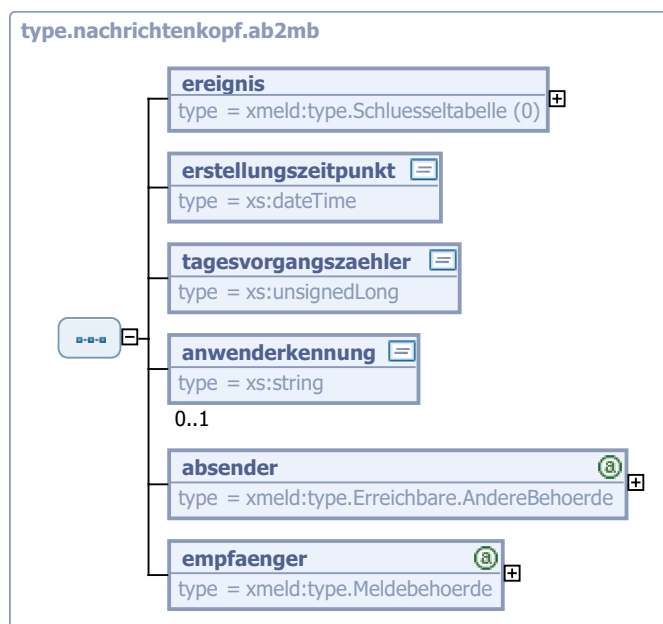 type.nachrichtenkopf.ab2mb
ereignis
type = xmeld:type.Schluesseltabelle (0)
erstellungszeitpunkt
type = xs:dateTime
tagesvorgangszaehler
type = xs:unsignedLong
anwenderkennung
type = xs:string
0..1
absender
type = xmeld:type.Erreichbare.AndereBehoerde
empfaenger
type = xmeld:type.Meldebehoerde